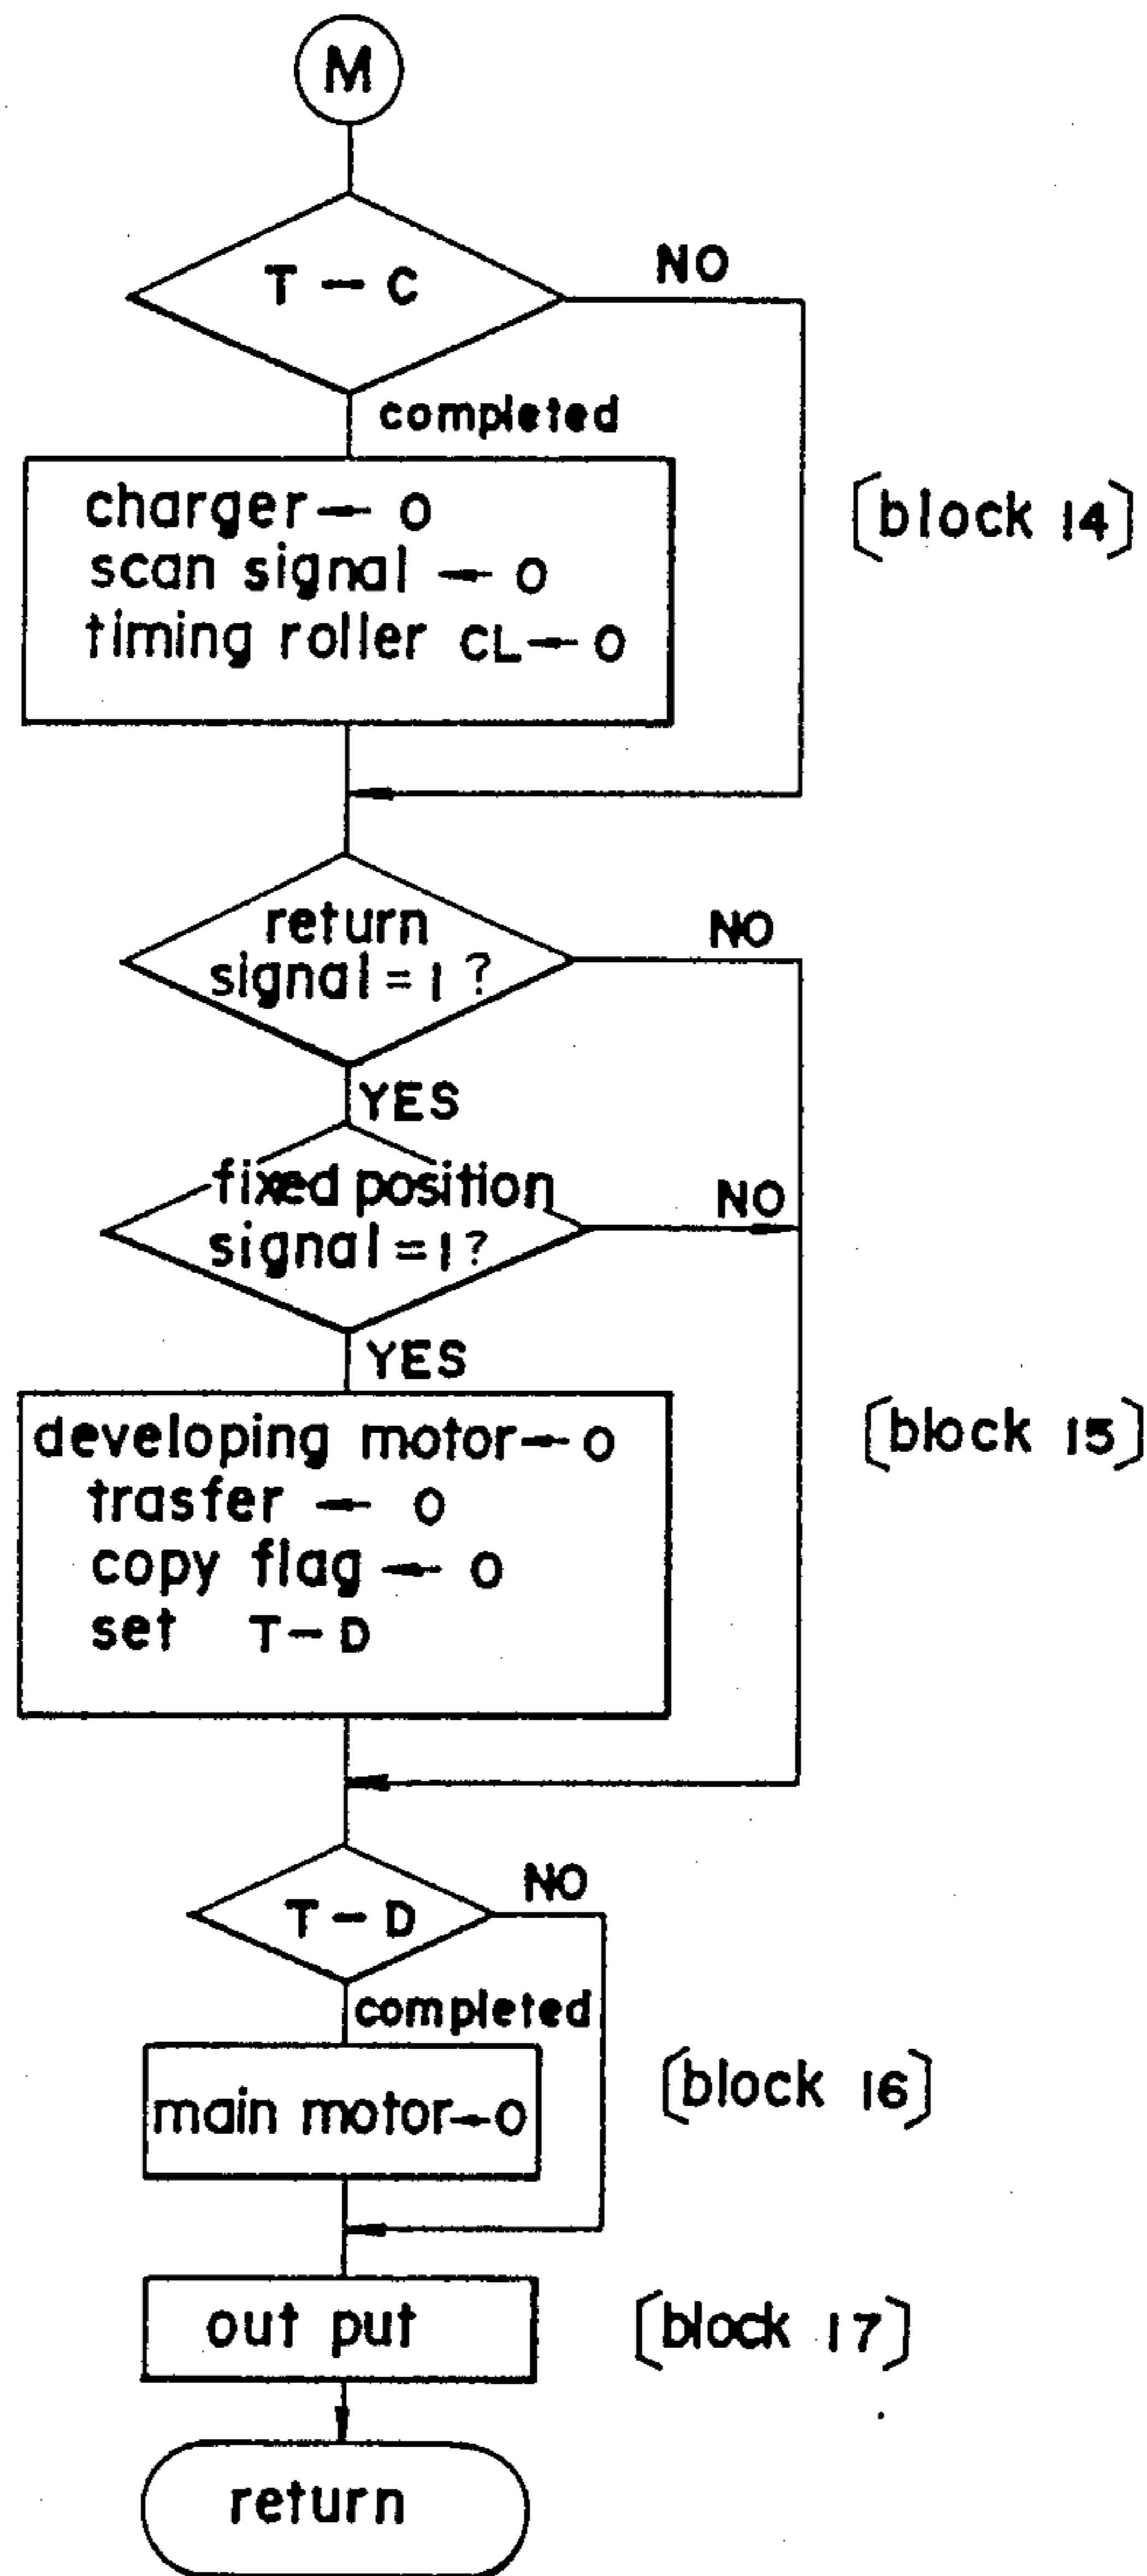 M
T - C
NO
completed
charger ← 0
scan signal ← 0
timing roller CL ← 0
[block 14]
return
signal = 1 ?
NO
YES
fixed position
signal = 1 ?
NO
YES
developing motor ← 0
trasfer ← 0
copy flag ← 0
set T - D
[block 15]
T - D
NO
completed
main motor ← 0
[block 16]
out put
[block 17]
return